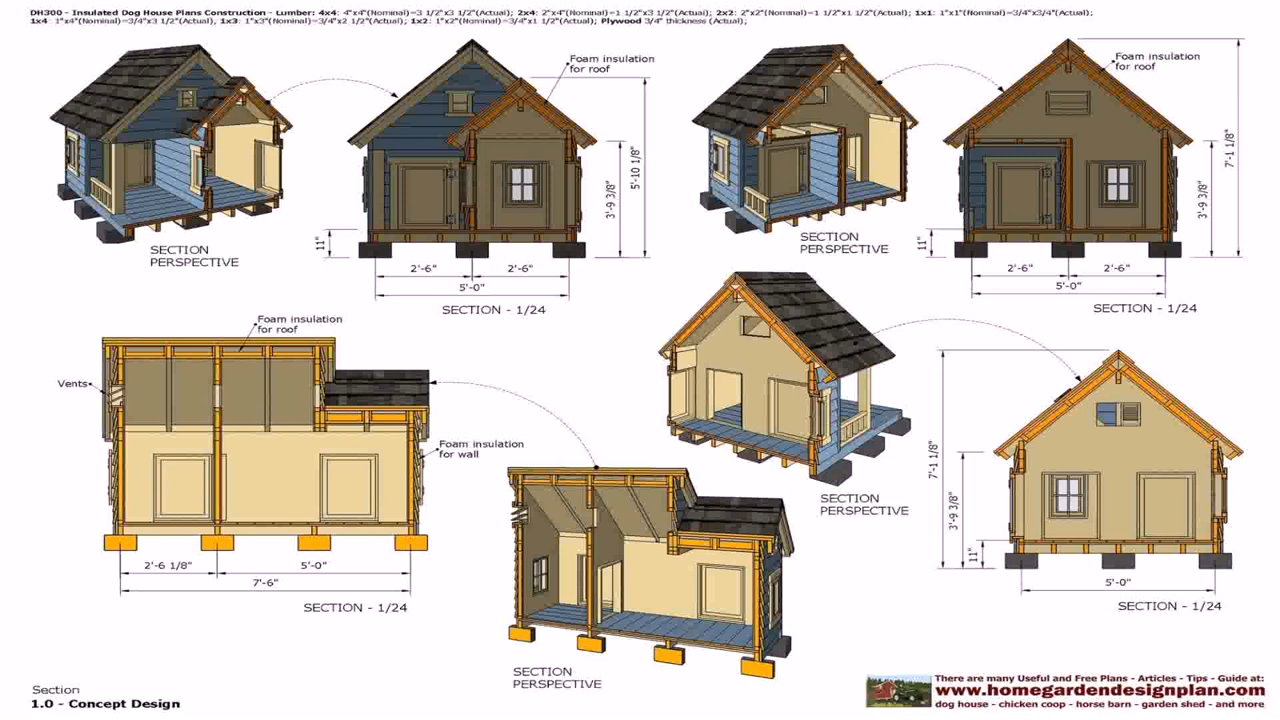 DH300 - Insulated Dog House Plans Construction - Lumber: 4x4: 4"x4"(Nominal)=3 1/2"x3 1/2"(Actual); 2x4: 2"x4"(Nominal)=1 1/2"x3 1/2"(Actual); 2x2: 2"x2"(Nominal)=1 1/2"x1 1/2"(Actual); 1x1: 1"x1"(Nominal)=3/4"x3/4"(Actual);
1x4 1"x4"(Nominal)=3/4"x3 1/2"(Actual), 1x3: 1"x3"(Nominal)=3/4"x2 1/2"(Actual); 1x2: 1"x2"(Nominal)=3/4"x1 1/2"(Actual); Plywood 3/4" thickness (Actual);
Foam insulation
for roof
5'-10 1/8"
3'-9 3/8"
11"
2'-6"
2'-6"
5'-0"
SECTION
PERSPECTIVE
SECTION - 1/24
Foam insulation
for roof
7'-1 1/8"
3'-9 3/8"
11"
2'-6"
2'-6"
5'-0"
SECTION
PERSPECTIVE
SECTION - 1/24
Foam insulation
for roof
Vents
Foam insulation
for wall
2'-6 1/8"
5'-0"
7'-6"
SECTION - 1/24
SECTION
PERSPECTIVE
SECTION
PERSPECTIVE
7'-1 1/8"
3'-9 3/8"
11"
5'-0"
SECTION - 1/24
Section
1.0 - Concept Design
There are many Useful and Free Plans - Articles - Tips - Guide at:
www.homegardendesignplan.com
dog house - chicken coop - horse barn - garden shed - and more